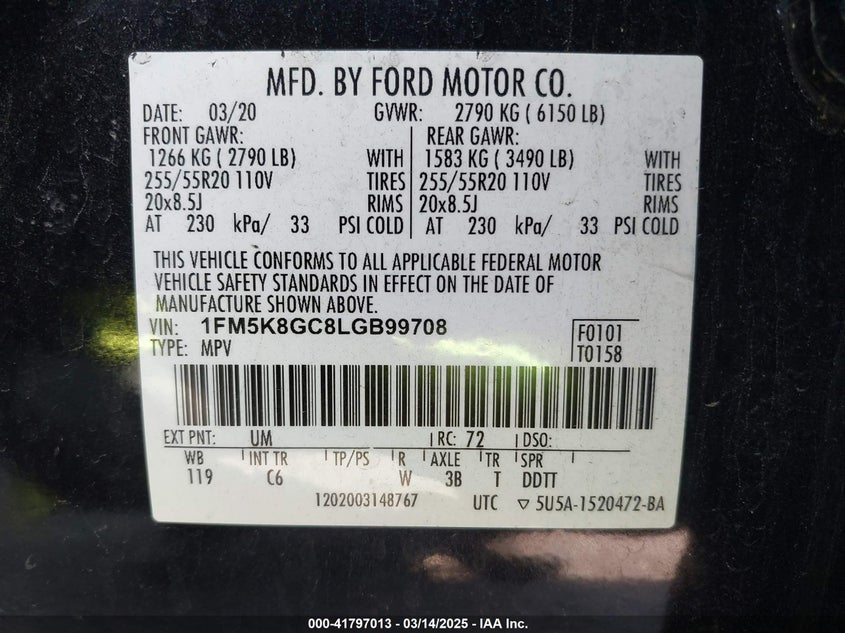 MFD. BY FORD MOTOR CO.
DATE: 03/20 GVWR: 2790 KG ( 6150 LB)
FRONT GAWR: REAR GAWR:
1266 KG ( 2790 LB) WITH 1583 KG ( 3490 LB) WITH
255/55R20 110V TIRES 255/55R20 110V TIRES
20x8.5J RIMS 20x8.5J RIMS
AT 230 kPa/ 33 PSI COLD AT 230 kPa/ 33 PSI COLD
THIS VEHICLE CONFORMS TO ALL APPLICABLE FEDERAL MOTOR
VEHICLE SAFETY STANDARDS IN EFFECT ON THE DATE OF
MANUFACTURE SHOWN ABOVE.
VIN: 1FM5K8GC8LGB99708 F0101
TYPE: MPV T0158
EXT PNT: UM RC: 72 DSO:
WB INT TR TP/PS R AXLE TR SPR
119 C6 W 3B T DDTT
1202003148767 UTC ▽ 5U5A-1520472-BA
000-41797013 - 03/14/2025 - IAA Inc.